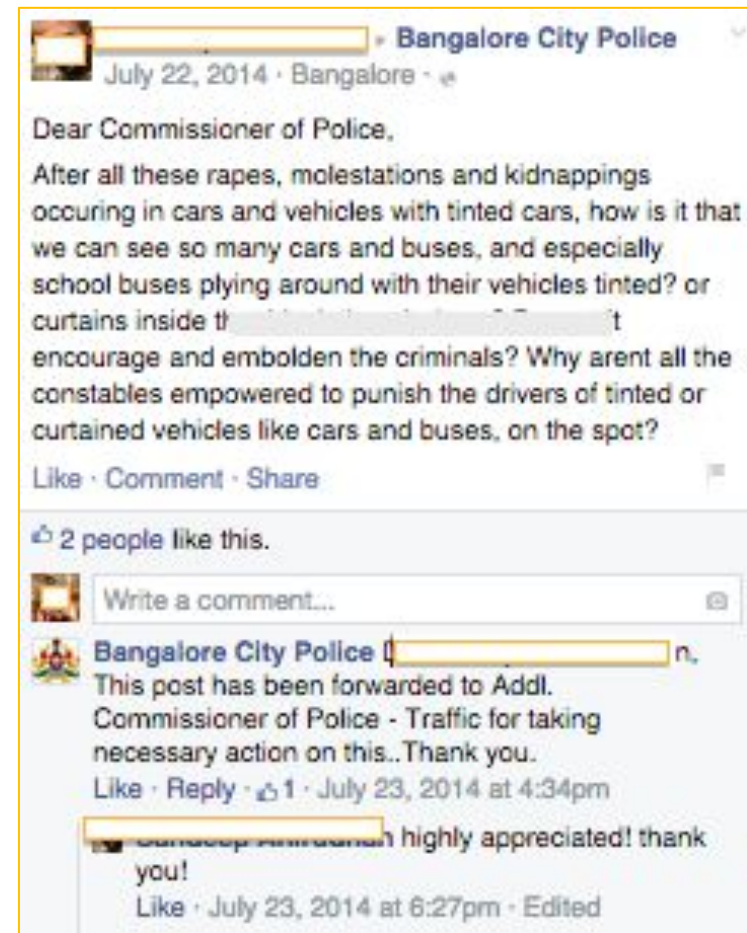 Bangalore City Police
July 22, 2014 · Bangalore ·
Dear Commissioner of Police,
After all these rapes, molestations and kidnappings
occuring in cars and vehicles with tinted cars, how is it that
we can see so many cars and buses, and especially
school buses plying around with their vehicles tinted? or
curtains inside
encourage and embolden the criminals? Why arent all the
constables empowered to punish the drivers of tinted or
curtained vehicles like cars and buses, on the spot?
Like · Comment · Share
2 people like this.
Write a comment...
Bangalore City Police
This post has been forwarded to Addl.
Commissioner of Police - Traffic for taking
necessary action on this..Thank you.
Like · Reply · 1 · July 23, 2014 at 4:34pm
highly appreciated! thank
you!
Like · July 23, 2014 at 6:27pm · Edited